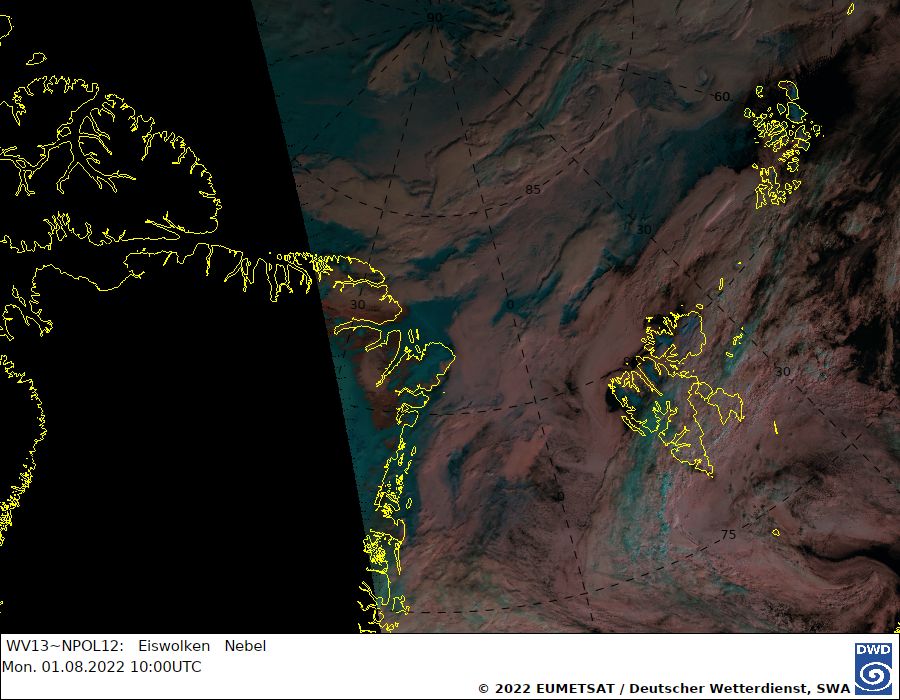 90
60
85
30
30
0
30
0
75
WV13~NPOL12: Eiswolken Nebel
Mon. 01.08.2022 10:00UTC
DWD
© 2022 EUMETSAT / Deutscher Wetterdienst, SWA